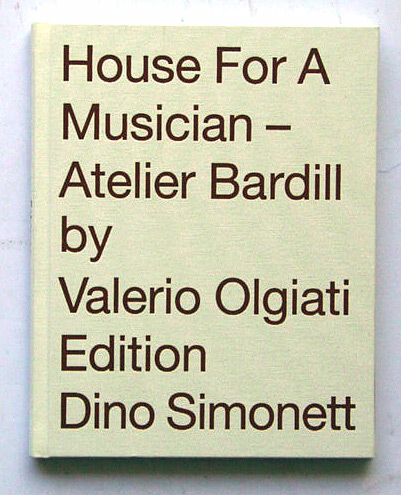 House For A
Musician –
Atelier Bardill
by
Valerio Olgiati
Edition
Dino Simonett